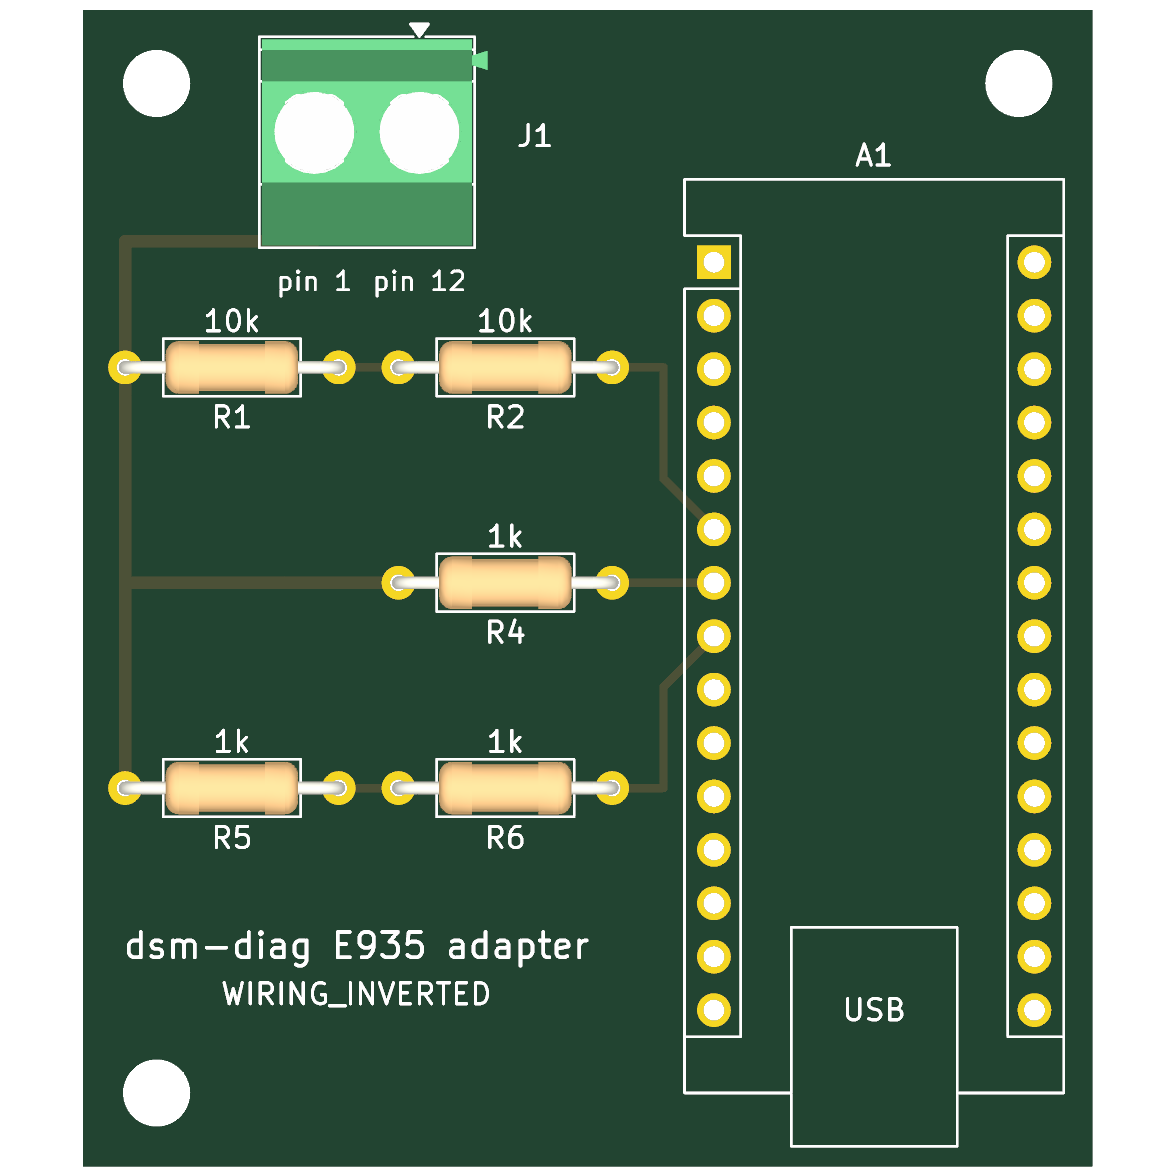 J1
A1
pin 1 pin 12
10k 10k
R1 R2
1k
R4
1k 1k
R5 R6
dsm-diag E935 adapter
WIRING_INVERTED
USB